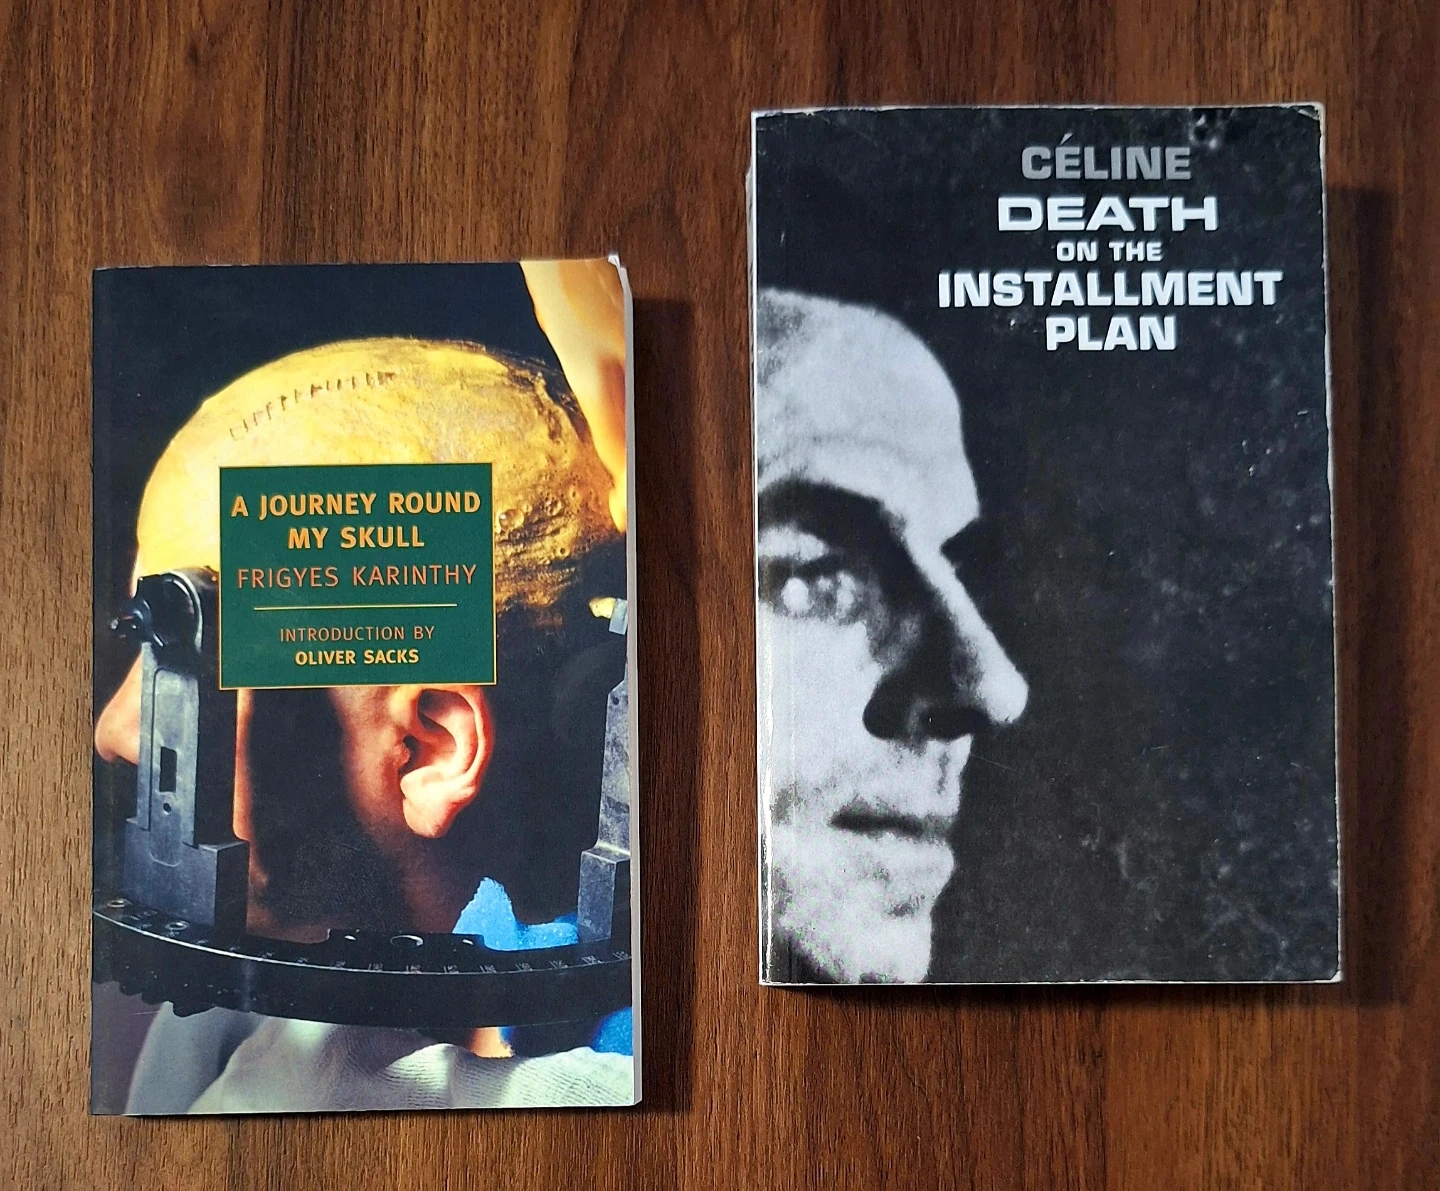 A JOURNEY ROUND
MY SKULL
FRIGYES KARINTHY
INTRODUCTION BY
OLIVER SACKS
CÉLINE
DEATH
ON THE
INSTALLMENT
PLAN